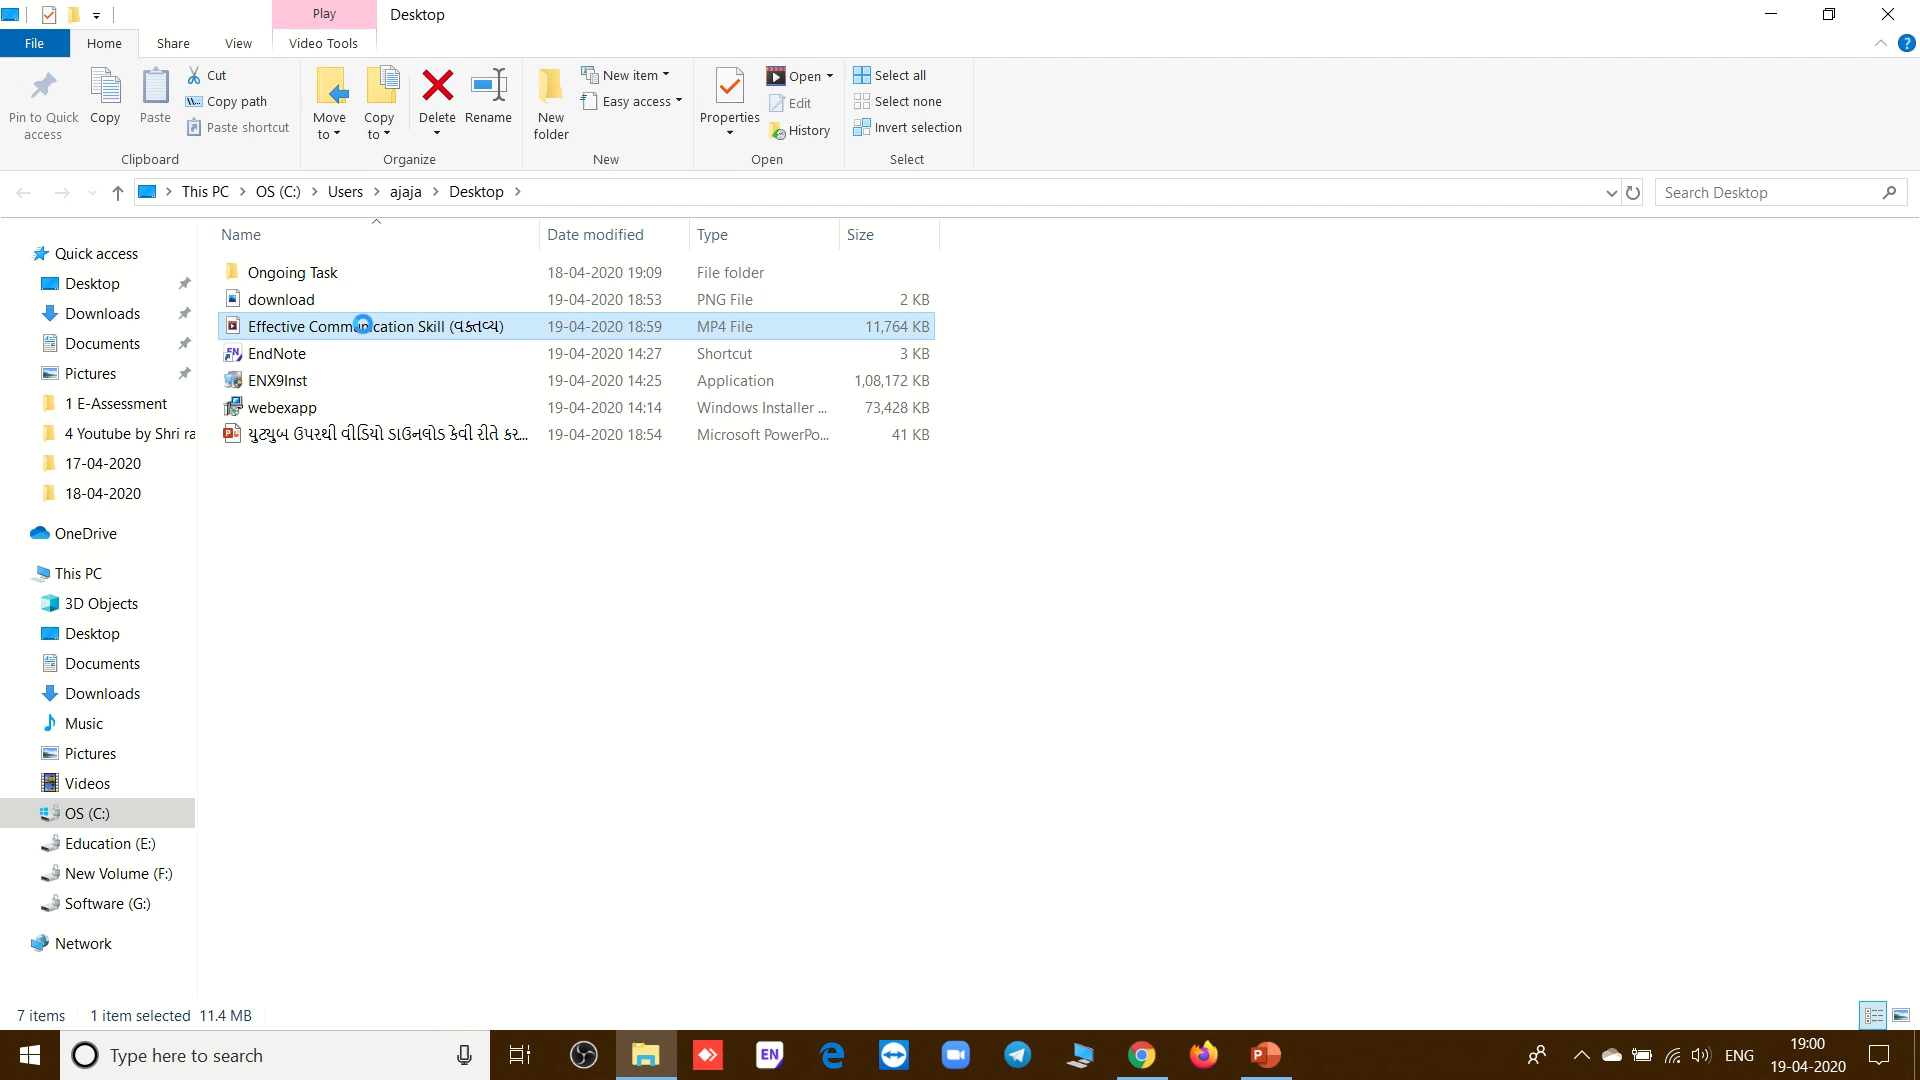 Play
Desktop
File
Home
Share
View
Video Tools
Pin to Quick access
Copy
Paste
Cut
Copy path
Paste shortcut
Move to
Copy to
Delete
Rename
New folder
New item
Easy access
Properties
Open
Edit
History
Select all
Select none
Invert selection
Clipboard
Organize
New
Open
Select
This PC > OS (C:) > Users > ajaja > Desktop >
Search Desktop
Name Date modified Type Size
Ongoing Task 18-04-2020 19:09 File folder
download 19-04-2020 18:53 PNG File 2 KB
Effective Communication Skill (વક્તવ્ય) 19-04-2020 18:59 MP4 File 11,764 KB
EndNote 19-04-2020 14:27 Shortcut 3 KB
ENX9Inst 19-04-2020 14:25 Application 1,08,172 KB
webexapp 19-04-2020 14:14 Windows Installer ... 73,428 KB
યુટ્યુબ ઉપરથી વીડિયો ડાઉનલોડ કેવી રીતે કર... 19-04-2020 18:54 Microsoft PowerPo... 41 KB
Quick access
Desktop
Downloads
Documents
Pictures
1 E-Assessment
4 Youtube by Shri ra
17-04-2020
18-04-2020
OneDrive
This PC
3D Objects
Desktop
Documents
Downloads
Music
Pictures
Videos
OS (C:)
Education (E:)
New Volume (F:)
Software (G:)
Network
7 items 1 item selected 11.4 MB
Type here to search
EN
ENG
19:00
19-04-2020